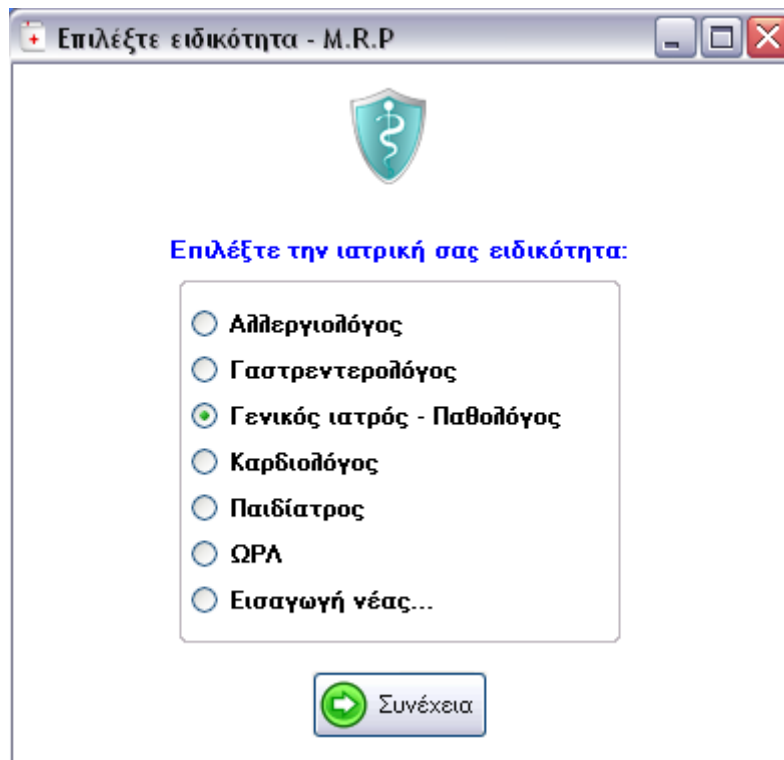 Επιλέξτε ειδικότητα - M.R.P
Επιλέξτε την ιατρική σας ειδικότητα:
Αλλεργιολόγος
Γαστρεντερολόγος
Γενικός ιατρός - Παθολόγος
Καρδιολόγος
Παιδίατρος
ΩΡΛ
Εισαγωγή νέας...
Συνέχεια